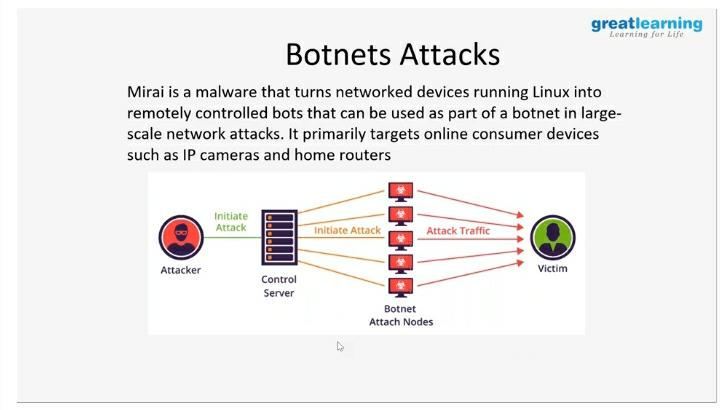 greatlearning
Learning for Life
Botnets Attacks
Mirai is a malware that turns networked devices running Linux into
remotely controlled bots that can be used as part of a botnet in large-
scale network attacks. It primarily targets online consumer devices
such as IP cameras and home routers
Initiate
Attack
Initiate Attack
Attack Traffic
Attacker
Control
Server
Victim
Botnet
Attach Nodes